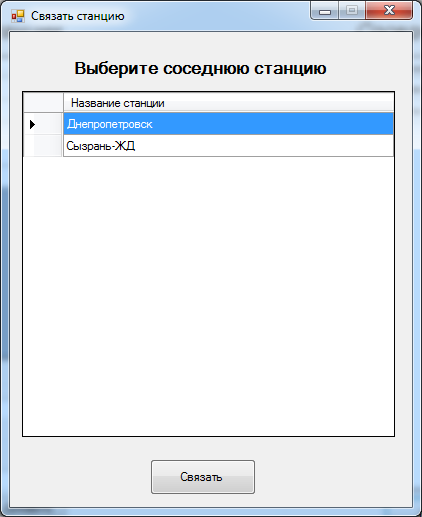 Связать станцию
Выберите соседнюю станцию
Название станции
Днепропетровск
Сызрань-ЖД
Связать